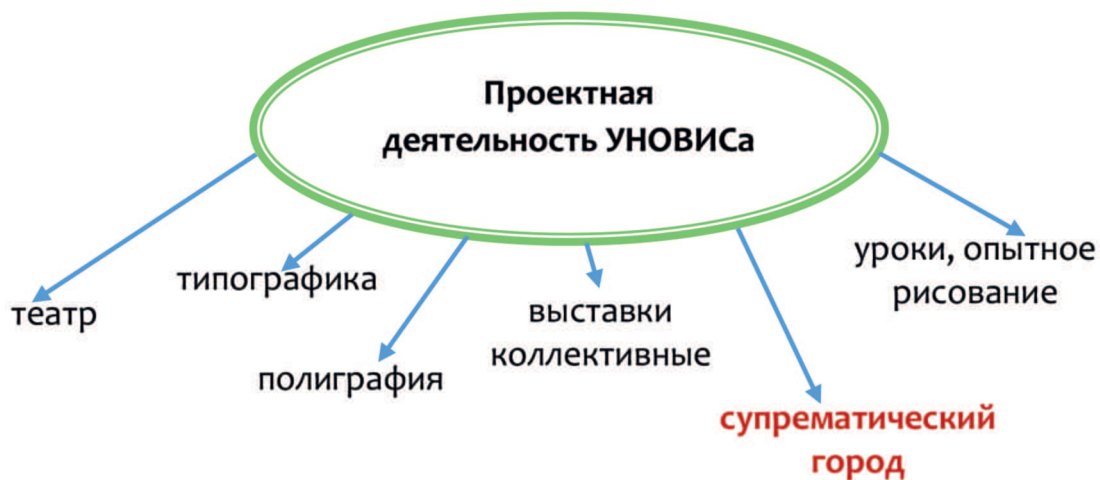 Проектная
деятельность УНОВИСа
театр
типографика
полиграфия
выставки
коллективные
супрематический
город
уроки, опытное
рисование